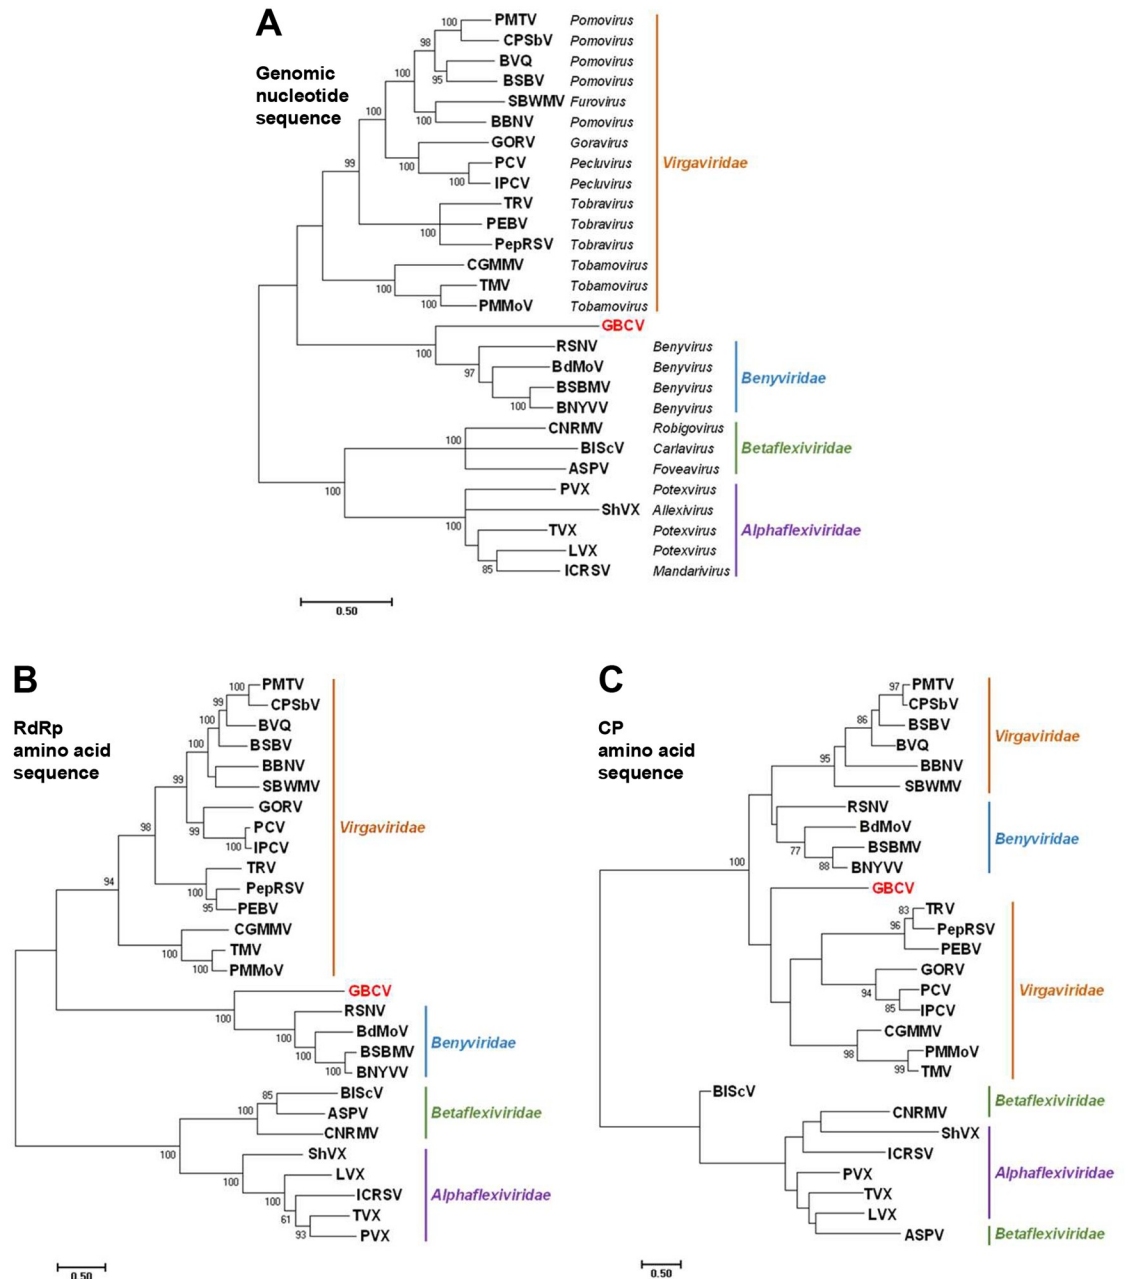 A
Genomic
nucleotide
sequence
100 PMTV Pomovirus
98 CPSbV Pomovirus
100 BVQ Pomovirus
95 BSBV Pomovirus
100 SBWMV Furovirus
100 BBNV Pomovirus
GORV Goravirus
99 100 PCV Pecluvirus Virgaviridae
100 IPCV Pecluvirus
TRV Tobravirus
100 PEBV Tobravirus
PepRSV Tobravirus
CGMMV Tobamovirus
100 TMV Tobamovirus
100 PMMoV Tobamovirus
GBCV
100 RSNV Benyvirus
97 BdMoV Benyvirus Benyviridae
BSBMV Benyvirus
100 BNYVV Benyvirus
100 CNRMV Robigovirus
BIScV Carlavirus Betaflexiviridae
ASPV Foveavirus
100 PVX Potexvirus
ShVX Allexivirus
100 TVX Potexvirus Alphaflexiviridae
LVX Potexvirus
85 ICRSV Mandarivirus
0.50
B
RdRp
amino acid
sequence
100 PMTV
99 CPSbV
100 BVQ
100 BSBV
BBNV
99 SBWMV
GORV
98 99 PCV Virgaviridae
100 IPCV
TRV
94 100 PepRSV
95 PEBV
CGMMV
100 TMV
100 PMMoV
GBCV
100 RSNV
100 BdMoV Benyviridae
100 BSBMV
100 BNYVV
85 BIScV
100 ASPV Betaflexiviridae
CNRMV
100 ShVX
100 LVX
100 ICRSV Alphaflexiviridae
61 TVX
93 PVX
0.50
C
CP
amino acid
sequence
97 PMTV
CPSbV
86 BSBV Virgaviridae
BVQ
95 BBNV
SBWMV
RSNV
BdMoV Benyviridae
77 BSBMV
100 88 BNYVV
GBCV
83 TRV
96 PepRSV
PEBV
GORV
94 PCV Virgaviridae
85 IPCV
CGMMV
98 PMMoV
99 TMV
BIScV Betaflexiviridae
CNRMV
ShVX
ICRSV
PVX Alphaflexiviridae
TVX
LVX
ASPV Betaflexiviridae
0.50